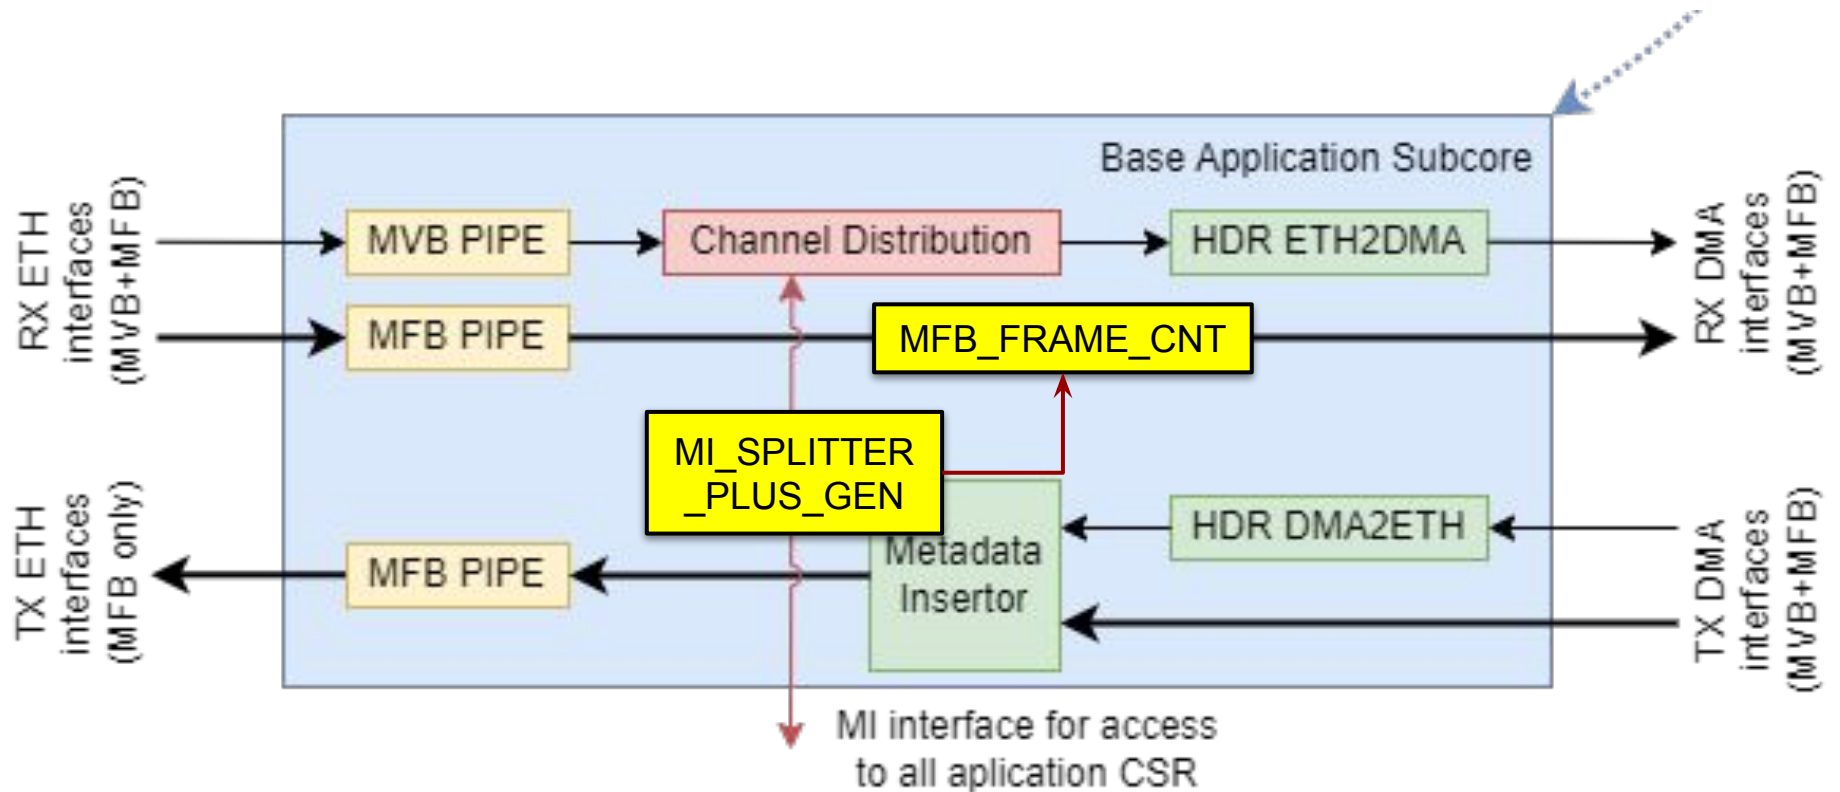 Base Application Subcore
RX ETH
interfaces
(MVB+MFB)
MVB PIPE
Channel Distribution
HDR ETH2DMA
RX DMA
interfaces
(MVB+MFB)
MFB PIPE
MFB_FRAME_CNT
MI_SPLITTER
_PLUS_GEN
TX ETH
interfaces
(MFB only)
MFB PIPE
Metadata
Insertor
HDR DMA2ETH
TX DMA
interfaces
(MVB+MFB)
MI interface for access
to all aplication CSR